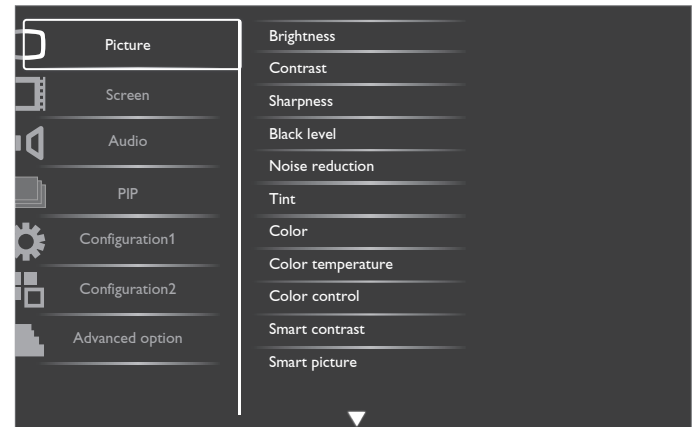 Picture
Screen
Audio
PIP
Configuration1
Configuration2
Advanced option
Brightness
Contrast
Sharpness
Black level
Noise reduction
Tint
Color
Color temperature
Color control
Smart contrast
Smart picture